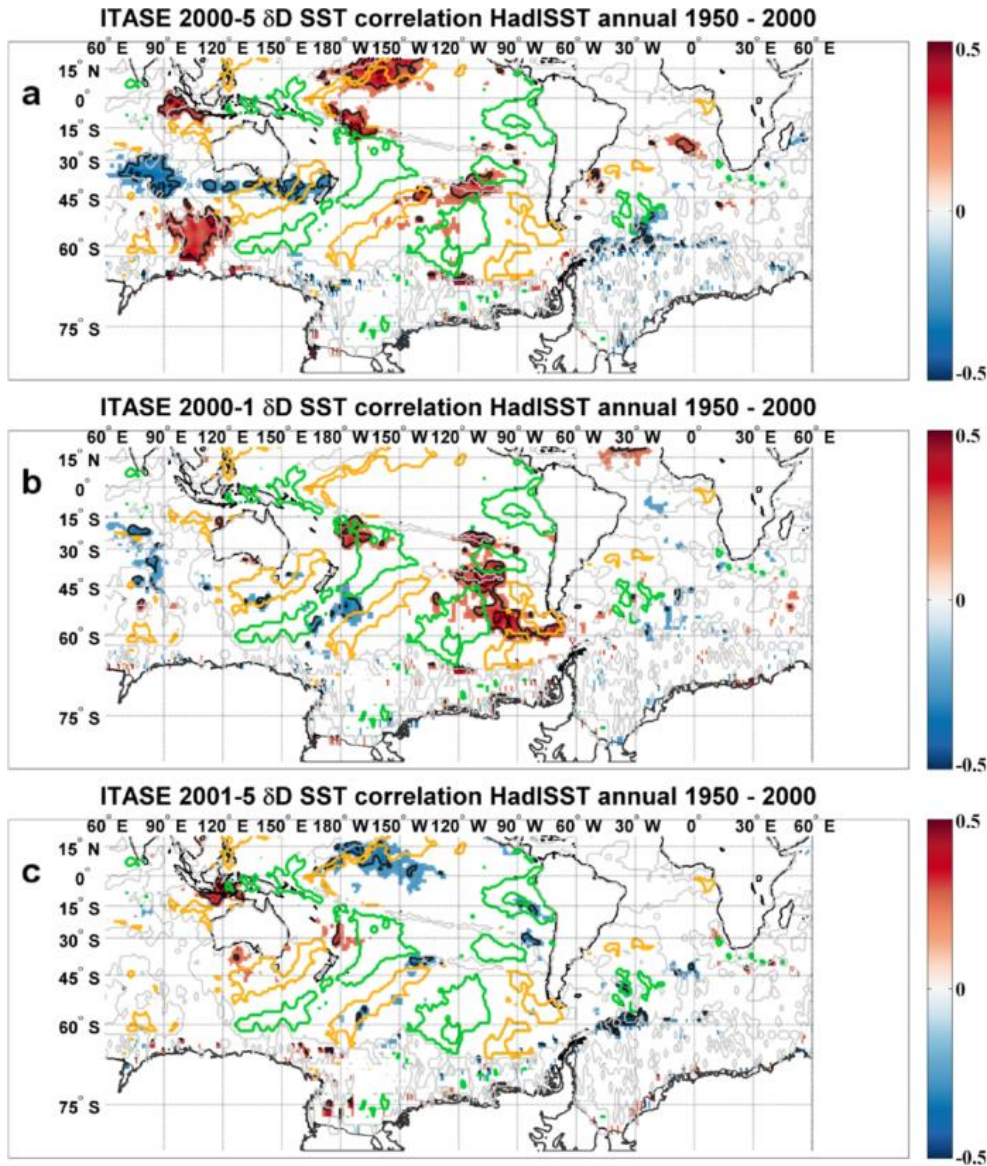 ITASE 2000-5 δD SST correlation HadISST annual 1950 - 2000
60° E 90° E 120° E 150° E 180° W 150° W 120° W 90° W 60° W 30° W 0° 30° E 60° E
a
15° N
0°
15° S
30° S
45° S
60° S
75° S
0.5
0
-0.5
ITASE 2000-1 δD SST correlation HadISST annual 1950 - 2000
60° E 90° E 120° E 150° E 180° W 150° W 120° W 90° W 60° W 30° W 0° 30° E 60° E
b
15° N
0°
15° S
30° S
45° S
60° S
75° S
0.5
0
-0.5
ITASE 2001-5 δD SST correlation HadISST annual 1950 - 2000
60° E 90° E 120° E 150° E 180° W 150° W 120° W 90° W 60° W 30° W 0° 30° E 60° E
c
15° N
0°
15° S
30° S
45° S
60° S
75° S
0.5
0
-0.5